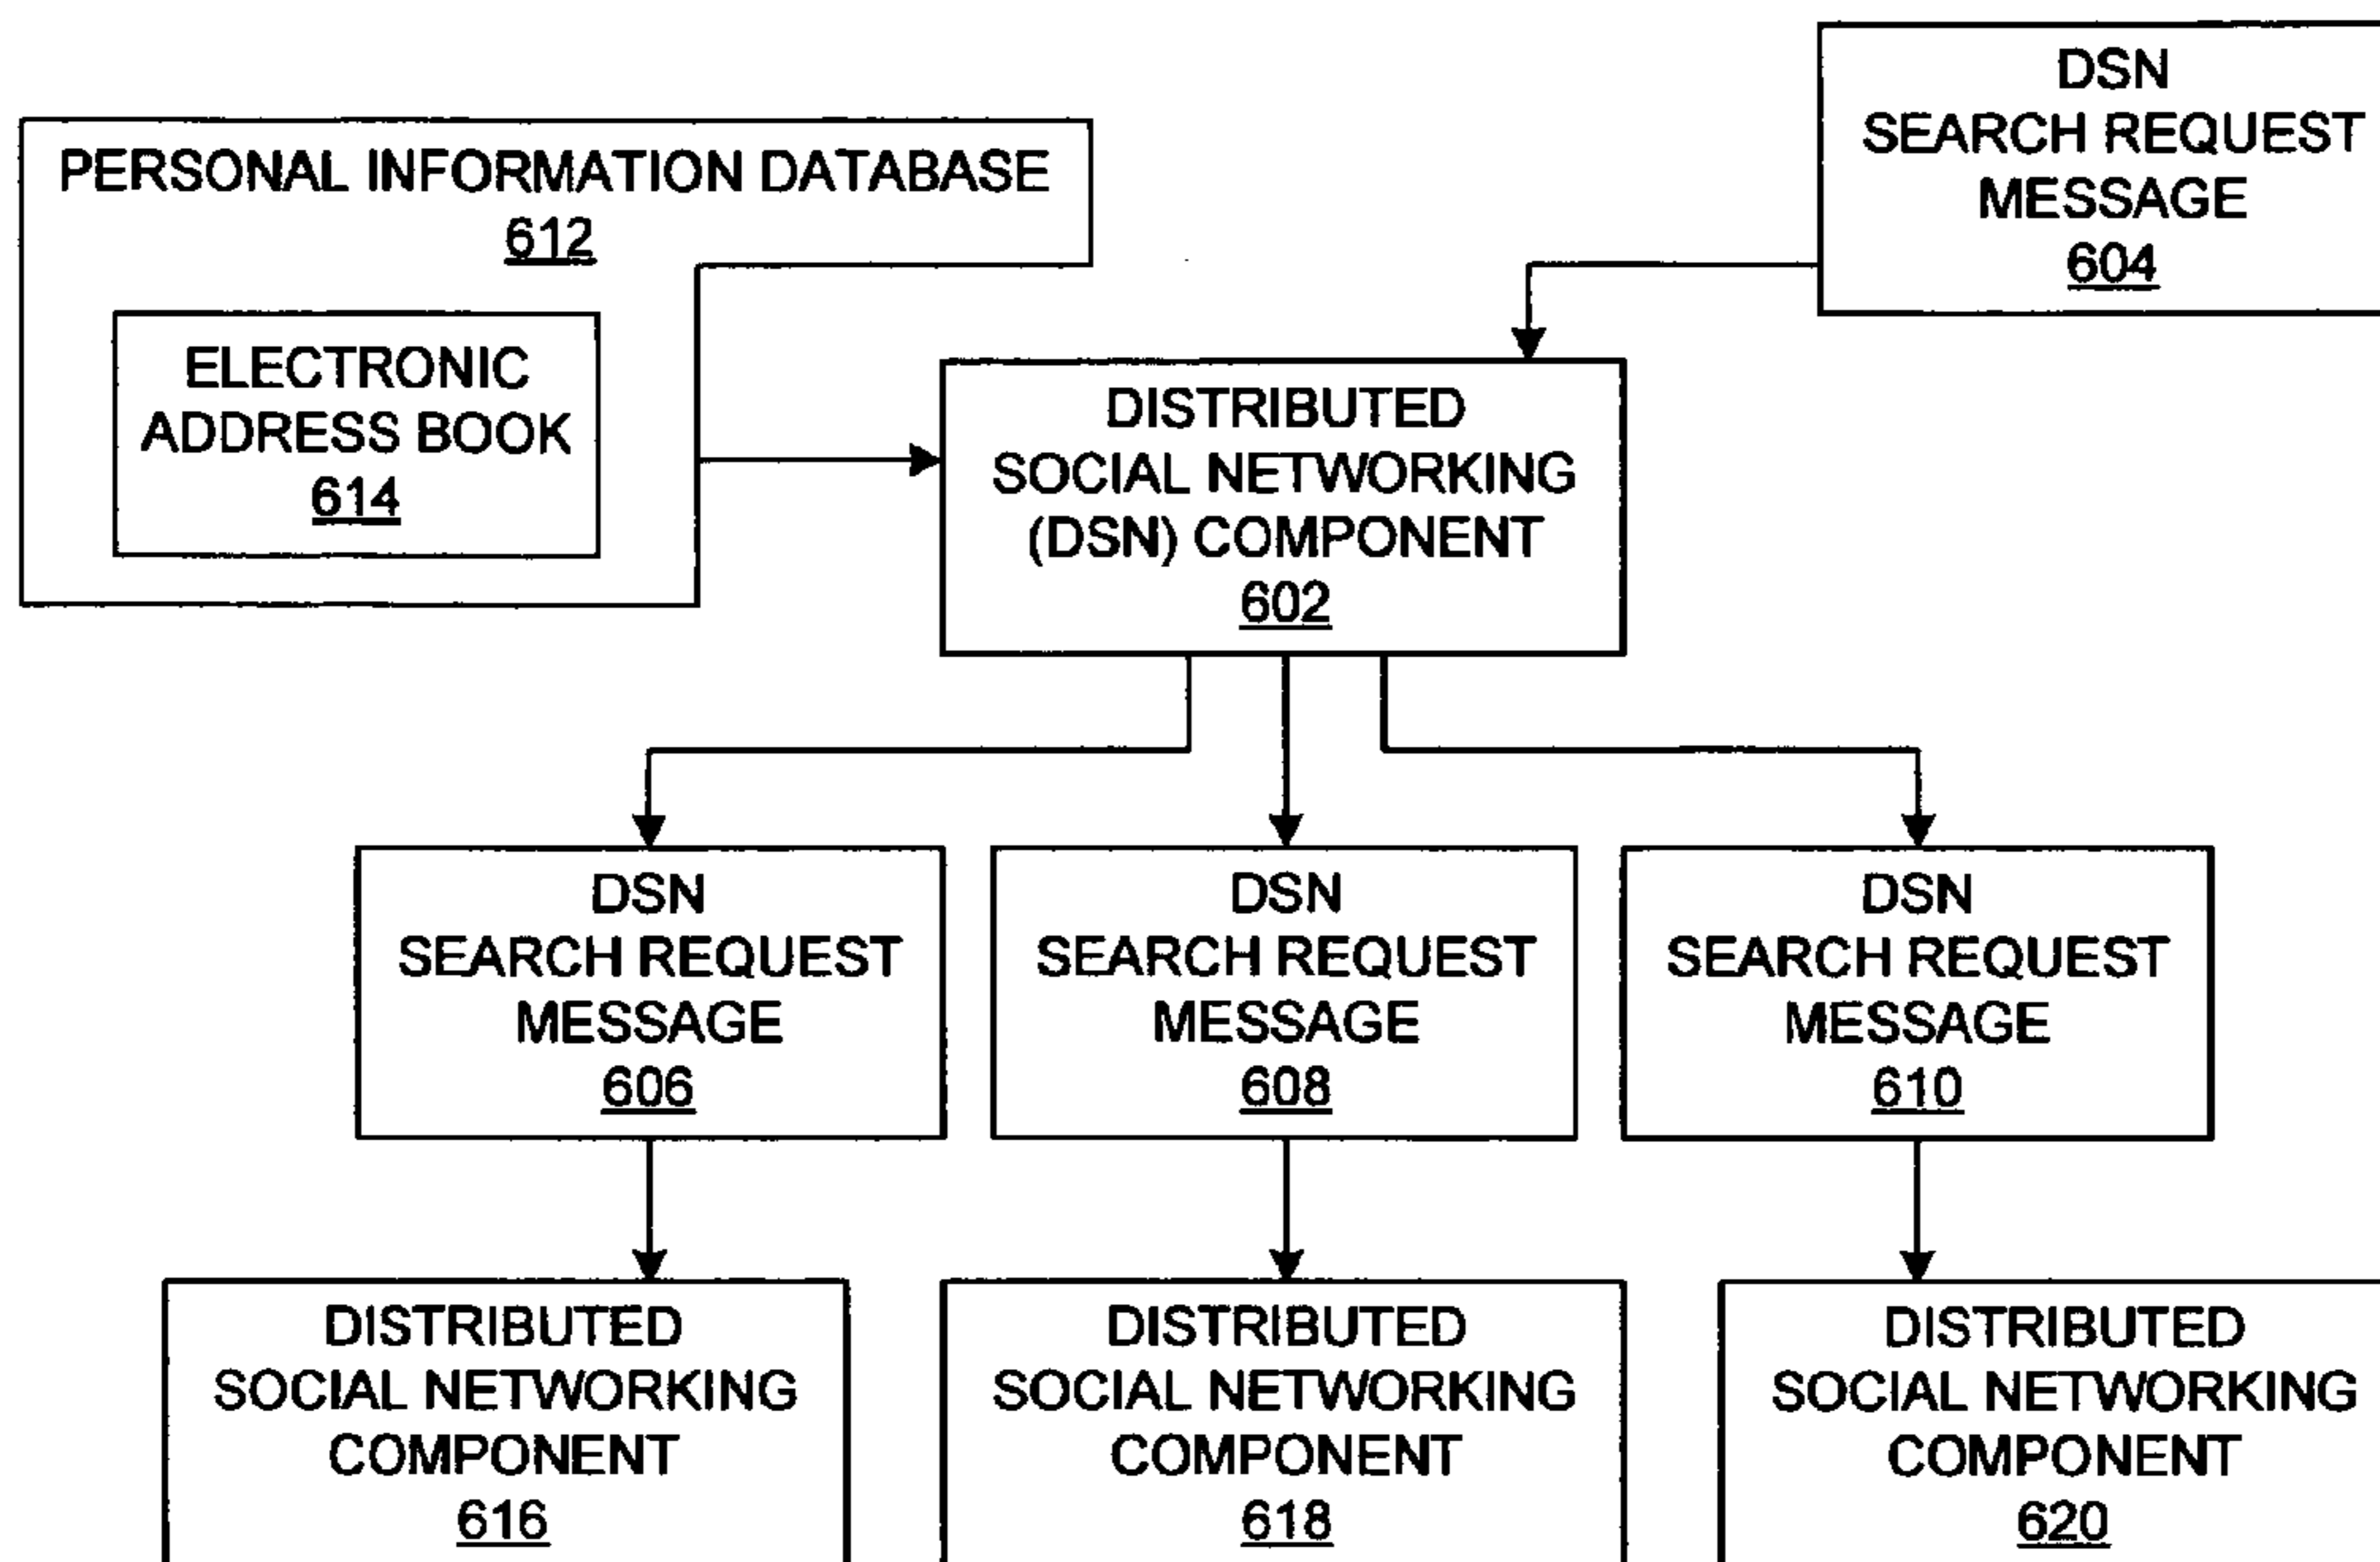 DSN
SEARCH REQUEST
MESSAGE
604
PERSONAL INFORMATION DATABASE
612
ELECTRONIC
ADDRESS BOOK
614
DISTRIBUTED
SOCIAL NETWORKING
(DSN) COMPONENT
602
DSN
SEARCH REQUEST
MESSAGE
606
DSN
SEARCH REQUEST
MESSAGE
608
DSN
SEARCH REQUEST
MESSAGE
610
DISTRIBUTED
SOCIAL NETWORKING
COMPONENT
616
DISTRIBUTED
SOCIAL NETWORKING
COMPONENT
618
DISTRIBUTED
SOCIAL NETWORKING
COMPONENT
620